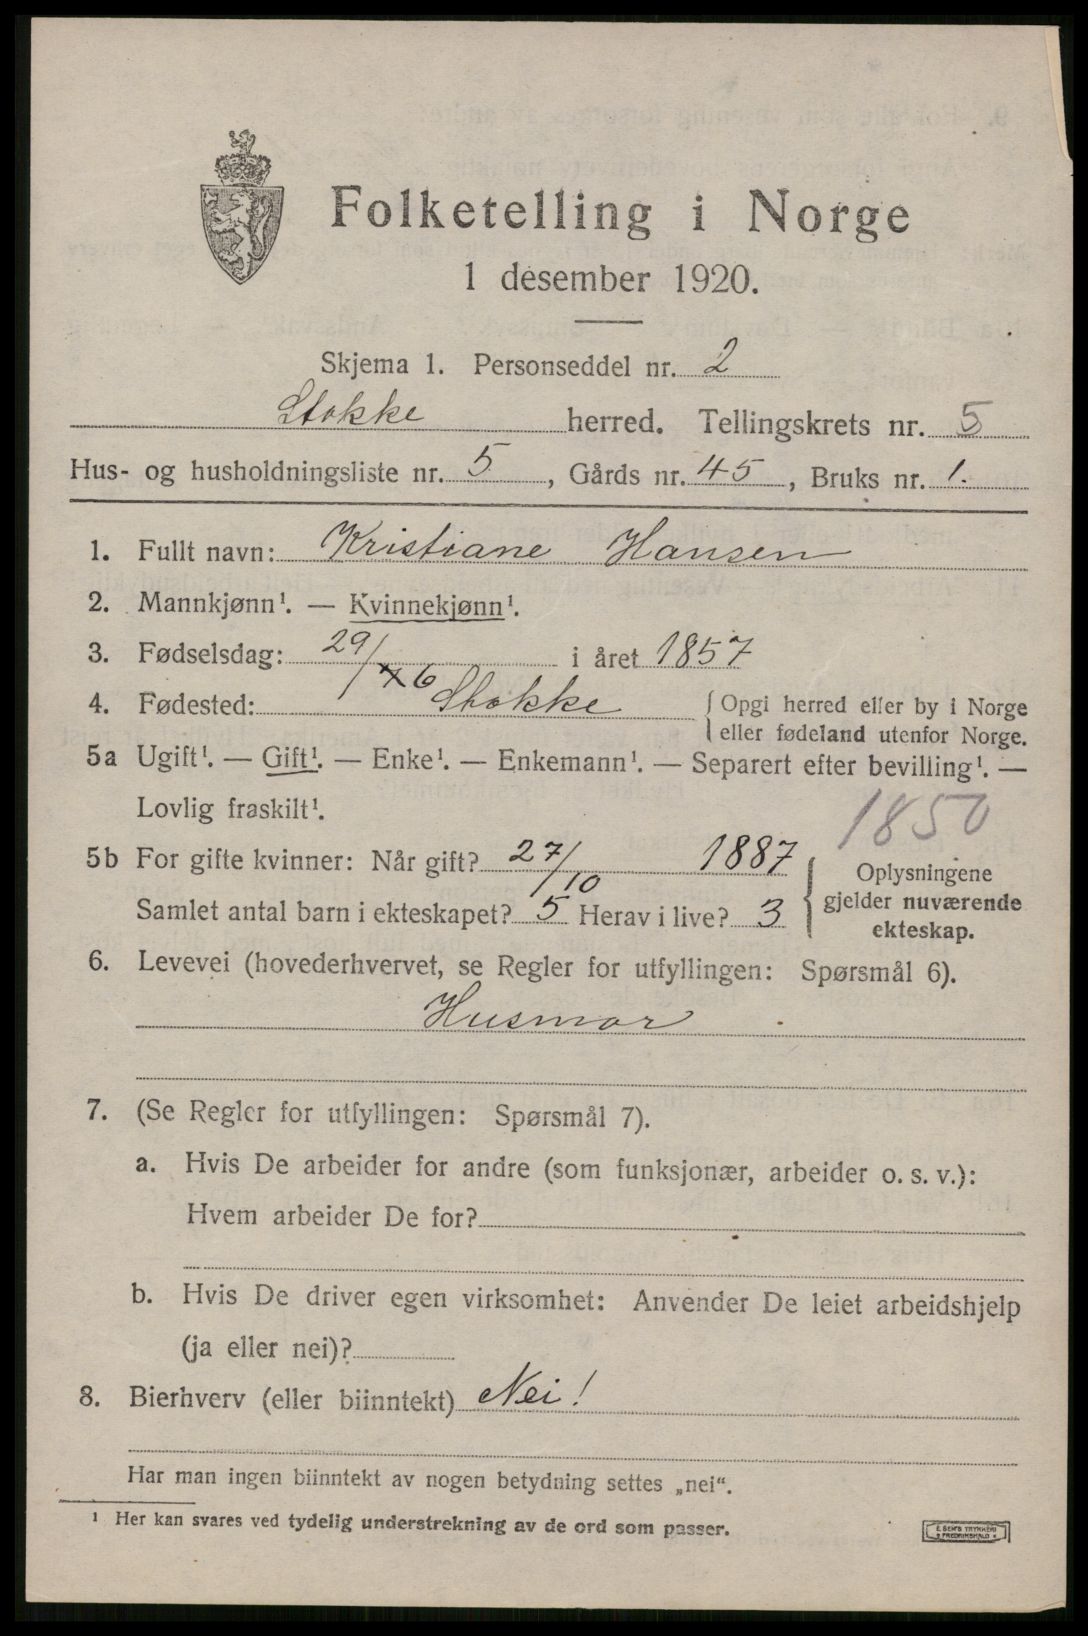 Folketelling i Norge
1 desember 1920.
Skjema 1. Personseddel nr. 2
Stokke herred. Tellingskrets nr. 5
Hus- og husholdningsliste nr. 5, Gårds nr. 45, Bruks nr. 1.
1. Fullt navn: Kristiane Hansen
2. Mannkjønn¹. — Kvinnekjønn¹.
3. Fødselsdag: 29/6 i året 1857
4. Fødested: Stokke { Opgi herred eller by i Norge
eller fødeland utenfor Norge.
5a Ugift¹. — Gift¹. — Enke¹. — Enkemann¹. — Separert efter bevilling¹. —
Lovlig fraskilt¹.
1850
5b For gifte kvinner: Når gift? 27/10 1887
Samlet antal barn i ekteskapet? 5 Herav i live? 3
Oplysningene
gjelder nuværende
ekteskap.
6. Levevei (hovederhvervet, se Regler for utfyllingen: Spørsmål 6).
Husmor
7. (Se Regler for utfyllingen: Spørsmål 7).
a. Hvis De arbeider for andre (som funksjonær, arbeider o. s. v.):
Hvem arbeider De for?
b. Hvis De driver egen virksomhet: Anvender De leiet arbeidshjelp
(ja eller nei)?
8. Bierhverv (eller biinntekt) Nei!
Har man ingen biinntekt av nogen betydning settes „nei“.
¹ Her kan svares ved tydelig understrekning av de ord som passer.
E. SEM'S TRYKKERI
FREDRIKSHALD